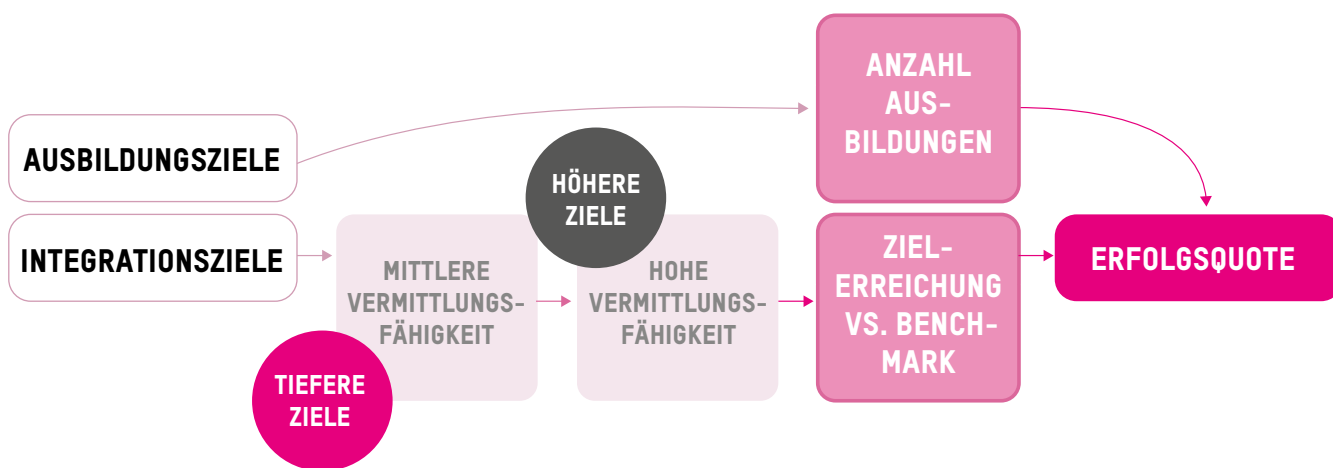 AUSBILDUNGSZIELE
ANZAHL
AUS-
BILDUNGEN
INTEGRATIONSZIELE
TIEFERE
ZIELE
MITTLERE
VERMITTLUNGS-
FÄHIGKEIT
HÖHERE
ZIELE
HOHE
VERMITTLUNGS-
FÄHIGKEIT
ZIEL-
ERREICHUNG
VS. BENCH-
MARK
ERFOLGSQUOTE